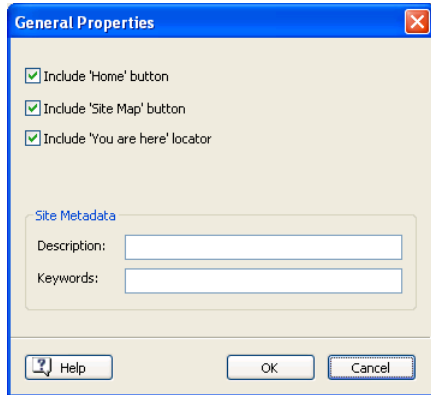 General Properties
Include 'Home' button
Include 'Site Map' button
Include 'You are here' locator
Site Metadata
Description:
Keywords:
Help
OK
Cancel